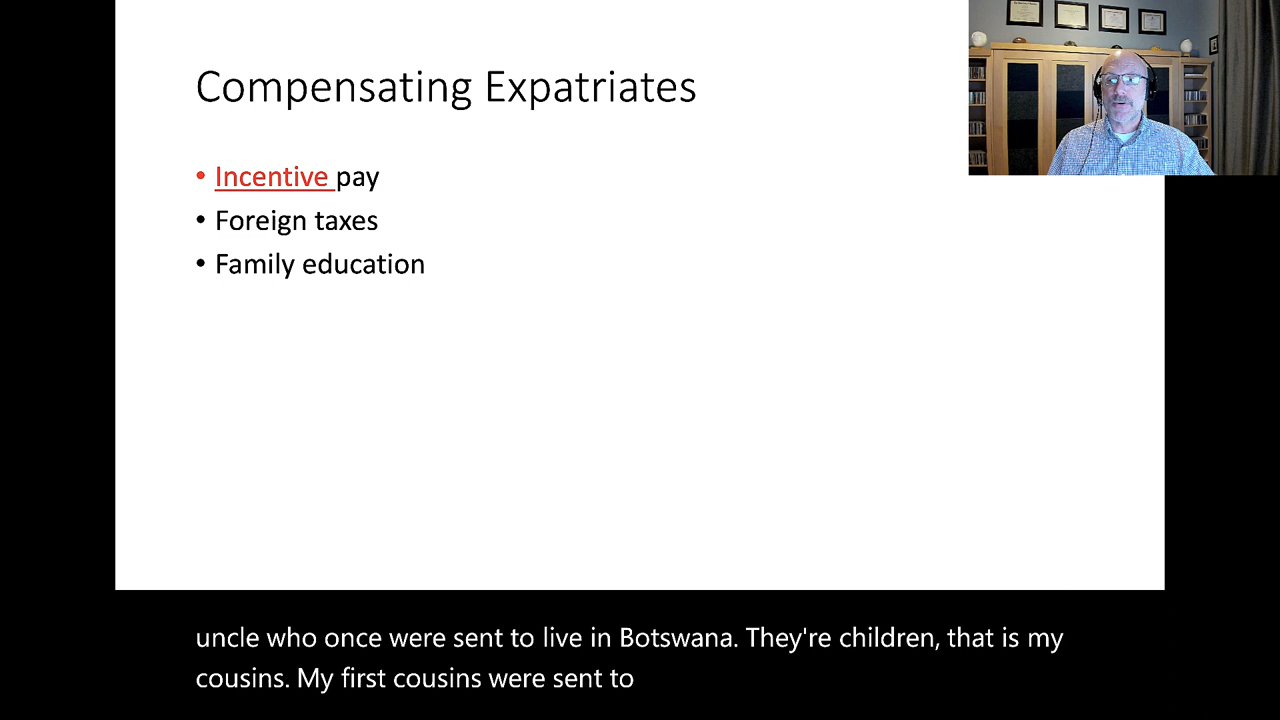 Compensating Expatriates
• Incentive pay
• Foreign taxes
• Family education
uncle who once were sent to live in Botswana. They're children, that is my
cousins. My first cousins were sent to